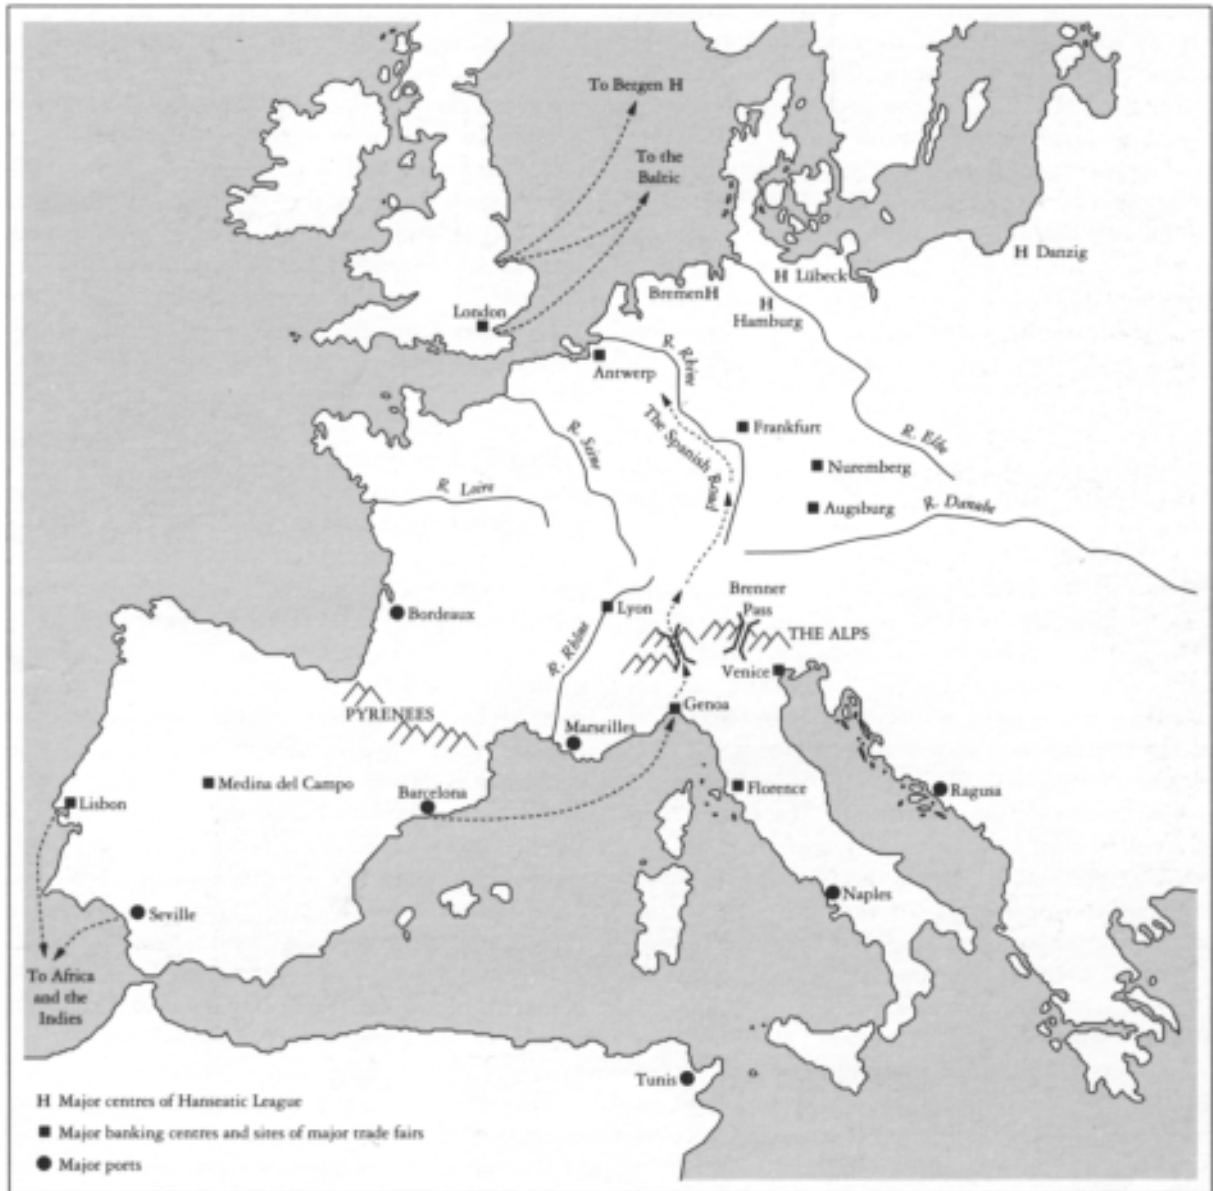 To Bergen H
To the
Baltic
H Danzig
H Lübeck
Bremen H
H
Hamburg
London
R. Rhine
Antwerp
The Spanish Road
Frankfurt
R. Elbe
R. Seine
Nuremberg
R. Loire
Augsburg
R. Danube
Brenner
Pass
Bordeaux
Lyon
THE ALPS
R. Rhône
Venice
PYRENEES
Genoa
Marseilles
Medina del Campo
Barcelona
Florence
Ragusa
Lisbon
Seville
Naples
To Africa
and the
Indies
Tunis
H Major centres of Hanseatic League
Major banking centres and sites of major trade fairs
Major ports